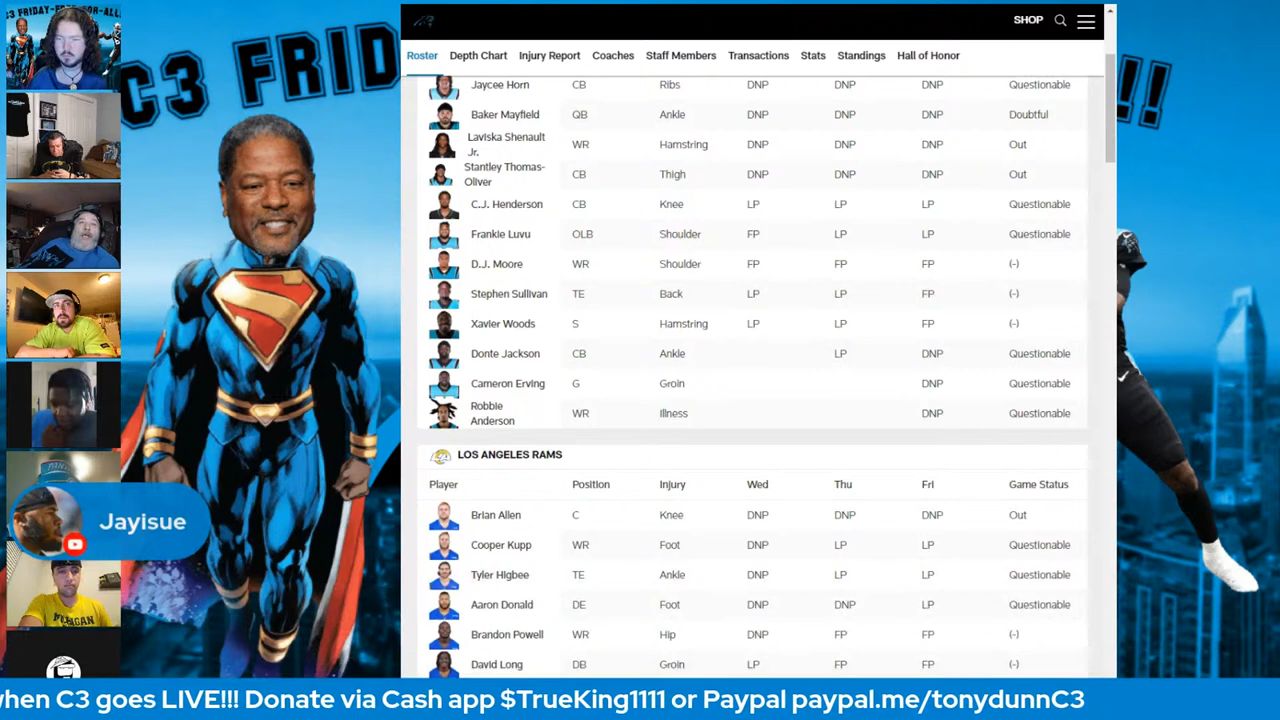 C3 FRID
!!
C3 FRIDAY-FREE-FOR-ALL!
SHOP
Roster Depth Chart Injury Report Coaches Staff Members Transactions Stats Standings Hall of Honor
Jaycee Horn CB Ribs DNP DNP DNP Questionable
Baker Mayfield QB Ankle DNP DNP DNP Doubtful
Laviska Shenault Jr. WR Hamstring DNP DNP DNP Out
Stantley Thomas-Oliver CB Thigh DNP DNP DNP Out
C.J. Henderson CB Knee LP LP LP Questionable
Frankie Luvu OLB Shoulder FP LP LP Questionable
D.J. Moore WR Shoulder FP FP FP (-)
Stephen Sullivan TE Back LP LP FP (-)
Xavier Woods S Hamstring LP LP FP (-)
Donte Jackson CB Ankle LP DNP Questionable
Cameron Erving G Groin DNP Questionable
Robbie Anderson WR Illness DNP Questionable
LOS ANGELES RAMS
Player Position Injury Wed Thu Fri Game Status
Brian Allen C Knee DNP DNP DNP Out
Cooper Kupp WR Foot DNP LP LP Questionable
Tyler Higbee TE Ankle DNP LP LP Questionable
Aaron Donald DE Foot DNP DNP LP Questionable
Brandon Powell WR Hip DNP FP FP (-)
David Long DB Groin LP FP FP (-)
Jayisue
MICHIGAN
when C3 goes LIVE!!! Donate via Cash app $TrueKing1111 or Paypal paypal.me/tonydunnC3